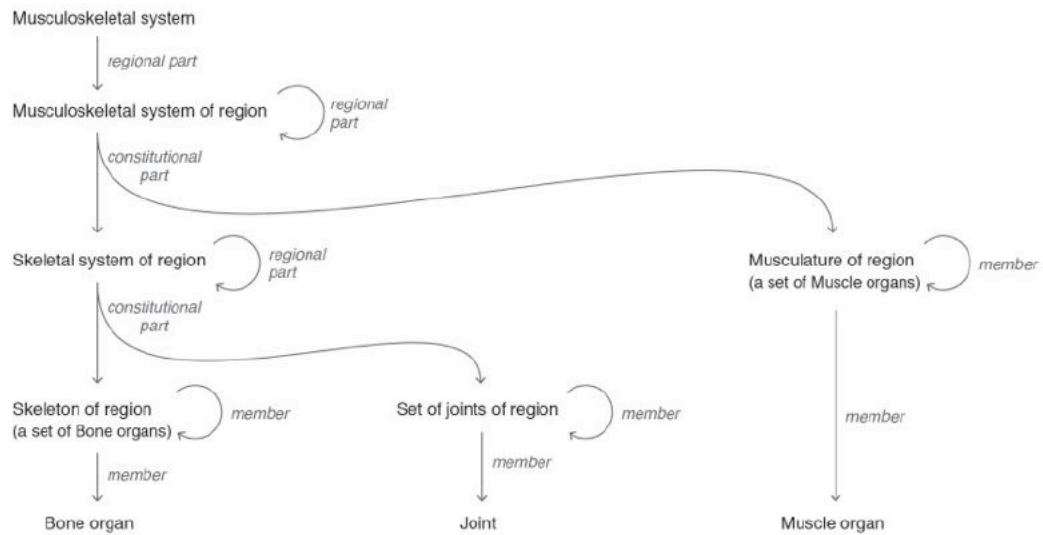 Musculoskeletal system
regional part
Musculoskeletal system of region
regional
part
constitutional
part
Skeletal system of region
regional
part
Musculature of region
(a set of Muscle organs)
member
constitutional
part
Skeleton of region
(a set of Bone organs)
member
Set of joints of region
member
member
member
member
Bone organ
Joint
Muscle organ